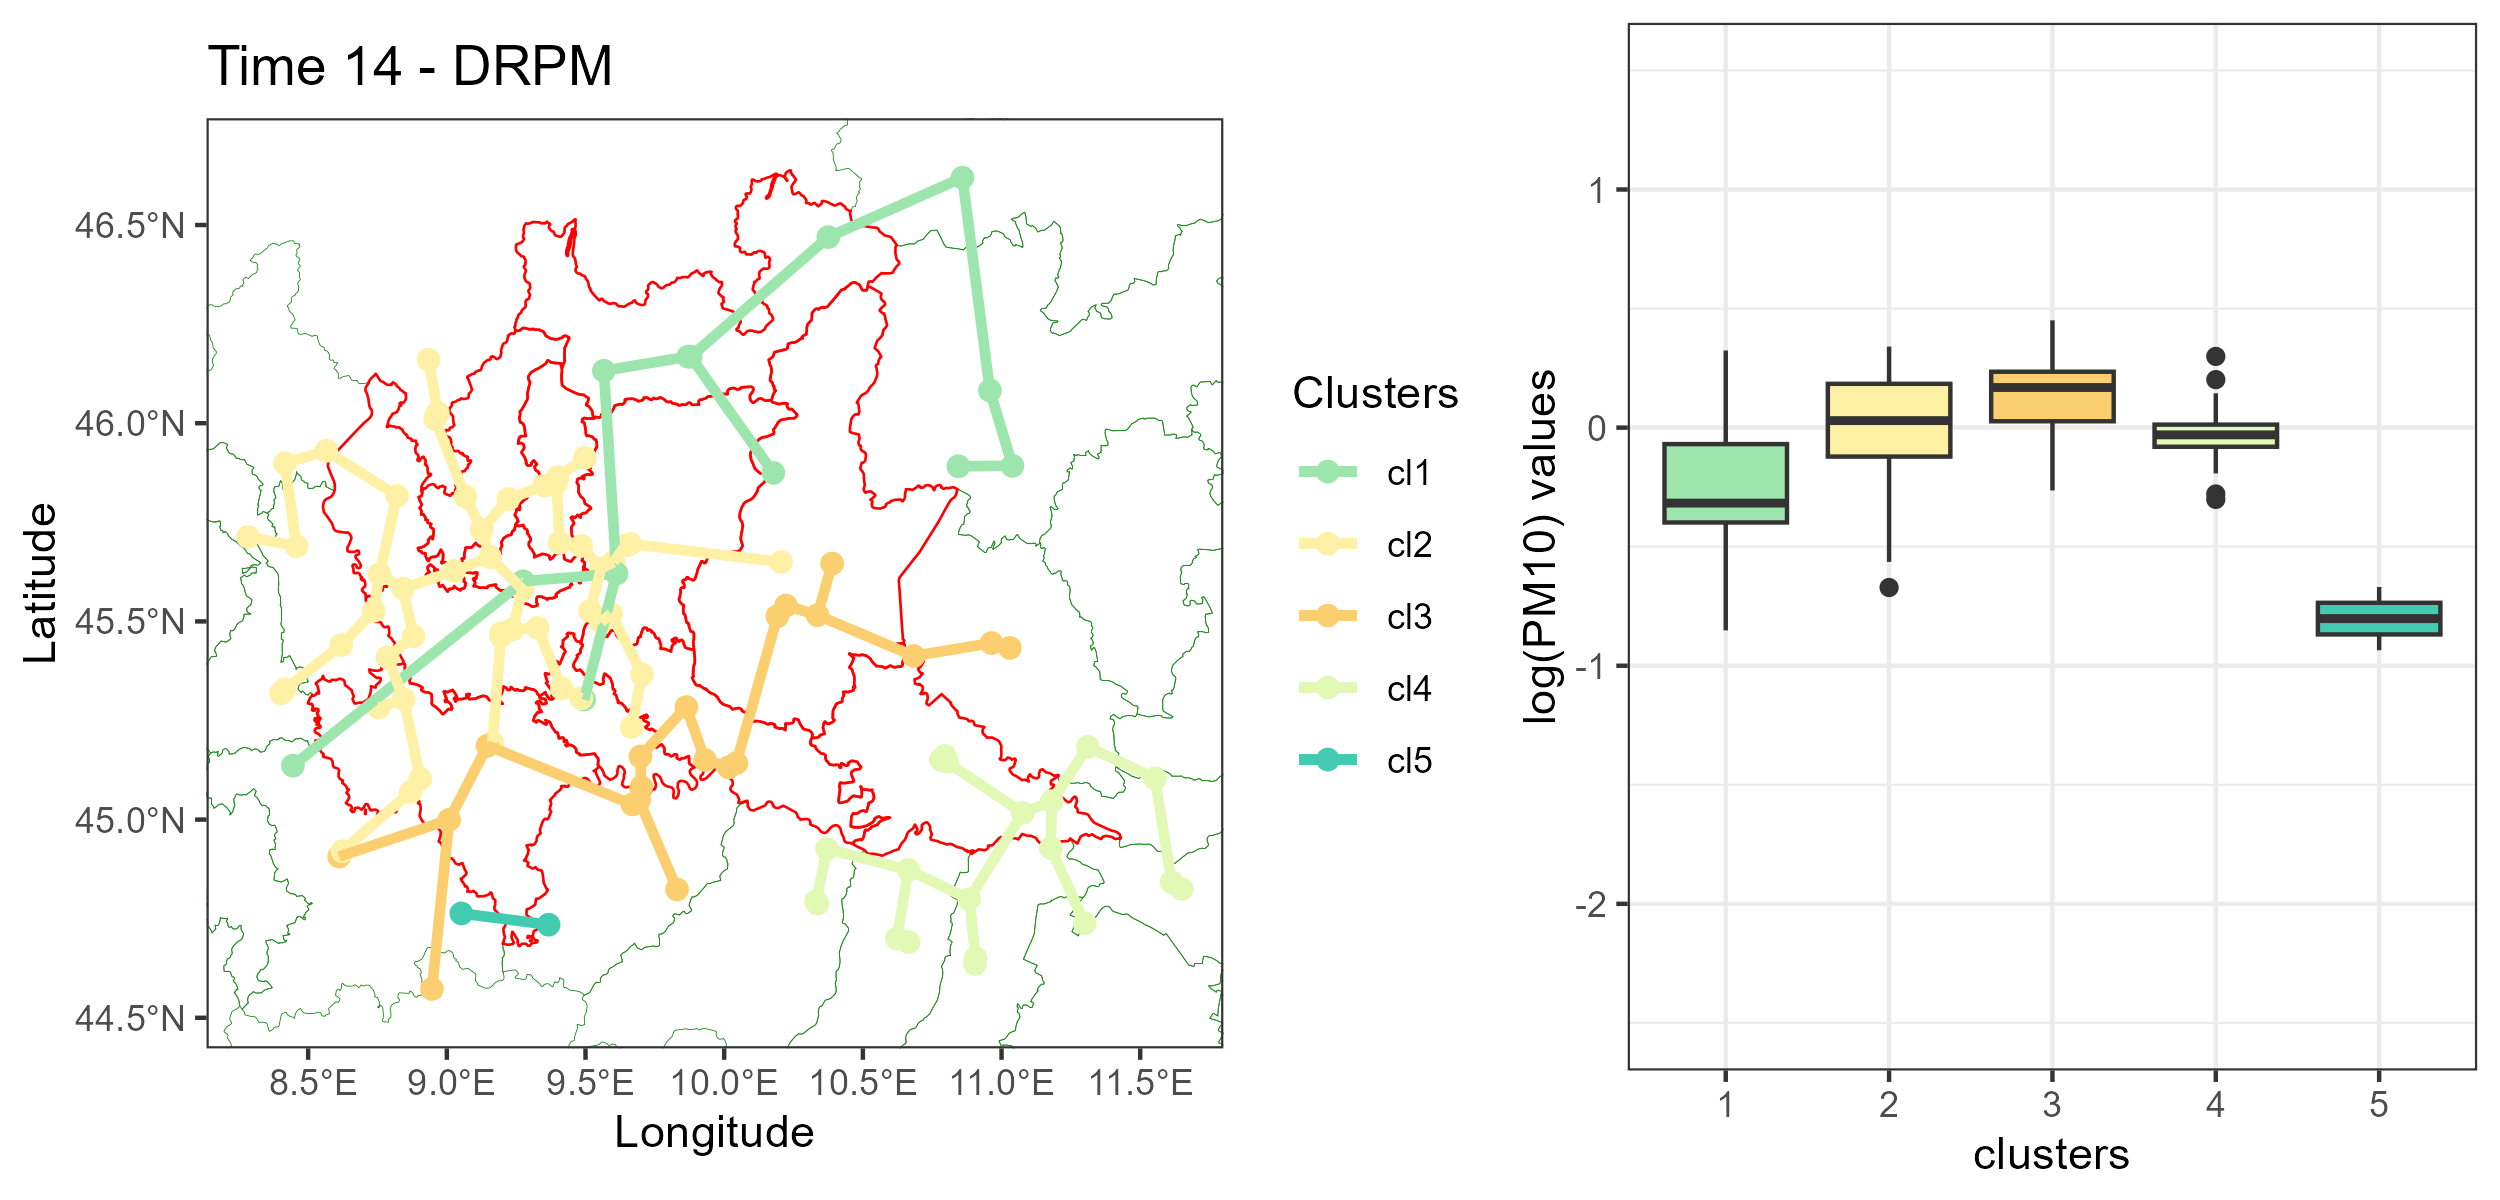 Time 14 - DRPM
Latitude
46.5°N
46.0°N
45.5°N
45.0°N
44.5°N
8.5°E 9.0°E 9.5°E 10.0°E 10.5°E 11.0°E 11.5°E
Longitude
Clusters
cl1
cl2
cl3
cl4
cl5
log(PM10) values
1
0
-1
-2
1 2 3 4 5
clusters